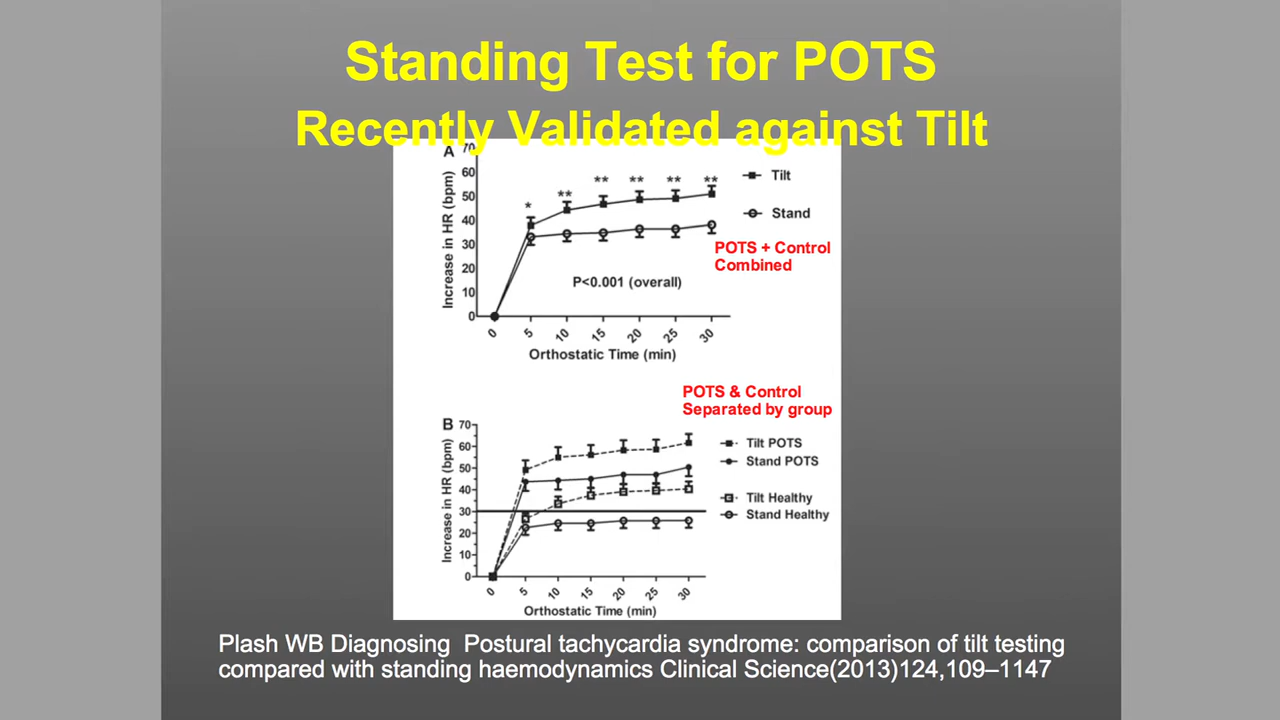 Standing Test for POTS
Recently Validated against Tilt
A
70
60
50
40
30
20
10
0
Increase in HR (bpm)
* ** ** ** ** **
Tilt
Stand
POTS + Control
Combined
P<0.001 (overall)
0 5 10 15 20 25 30
Orthostatic Time (min)
POTS & Control
Separated by group
B
70
60
50
40
30
20
10
0
Increase in HR (bpm)
Tilt POTS
Stand POTS
Tilt Healthy
Stand Healthy
0 5 10 15 20 25 30
Orthostatic Time (min)
Plash WB Diagnosing Postural tachycardia syndrome: comparison of tilt testing
compared with standing haemodynamics Clinical Science(2013)124,109–1147